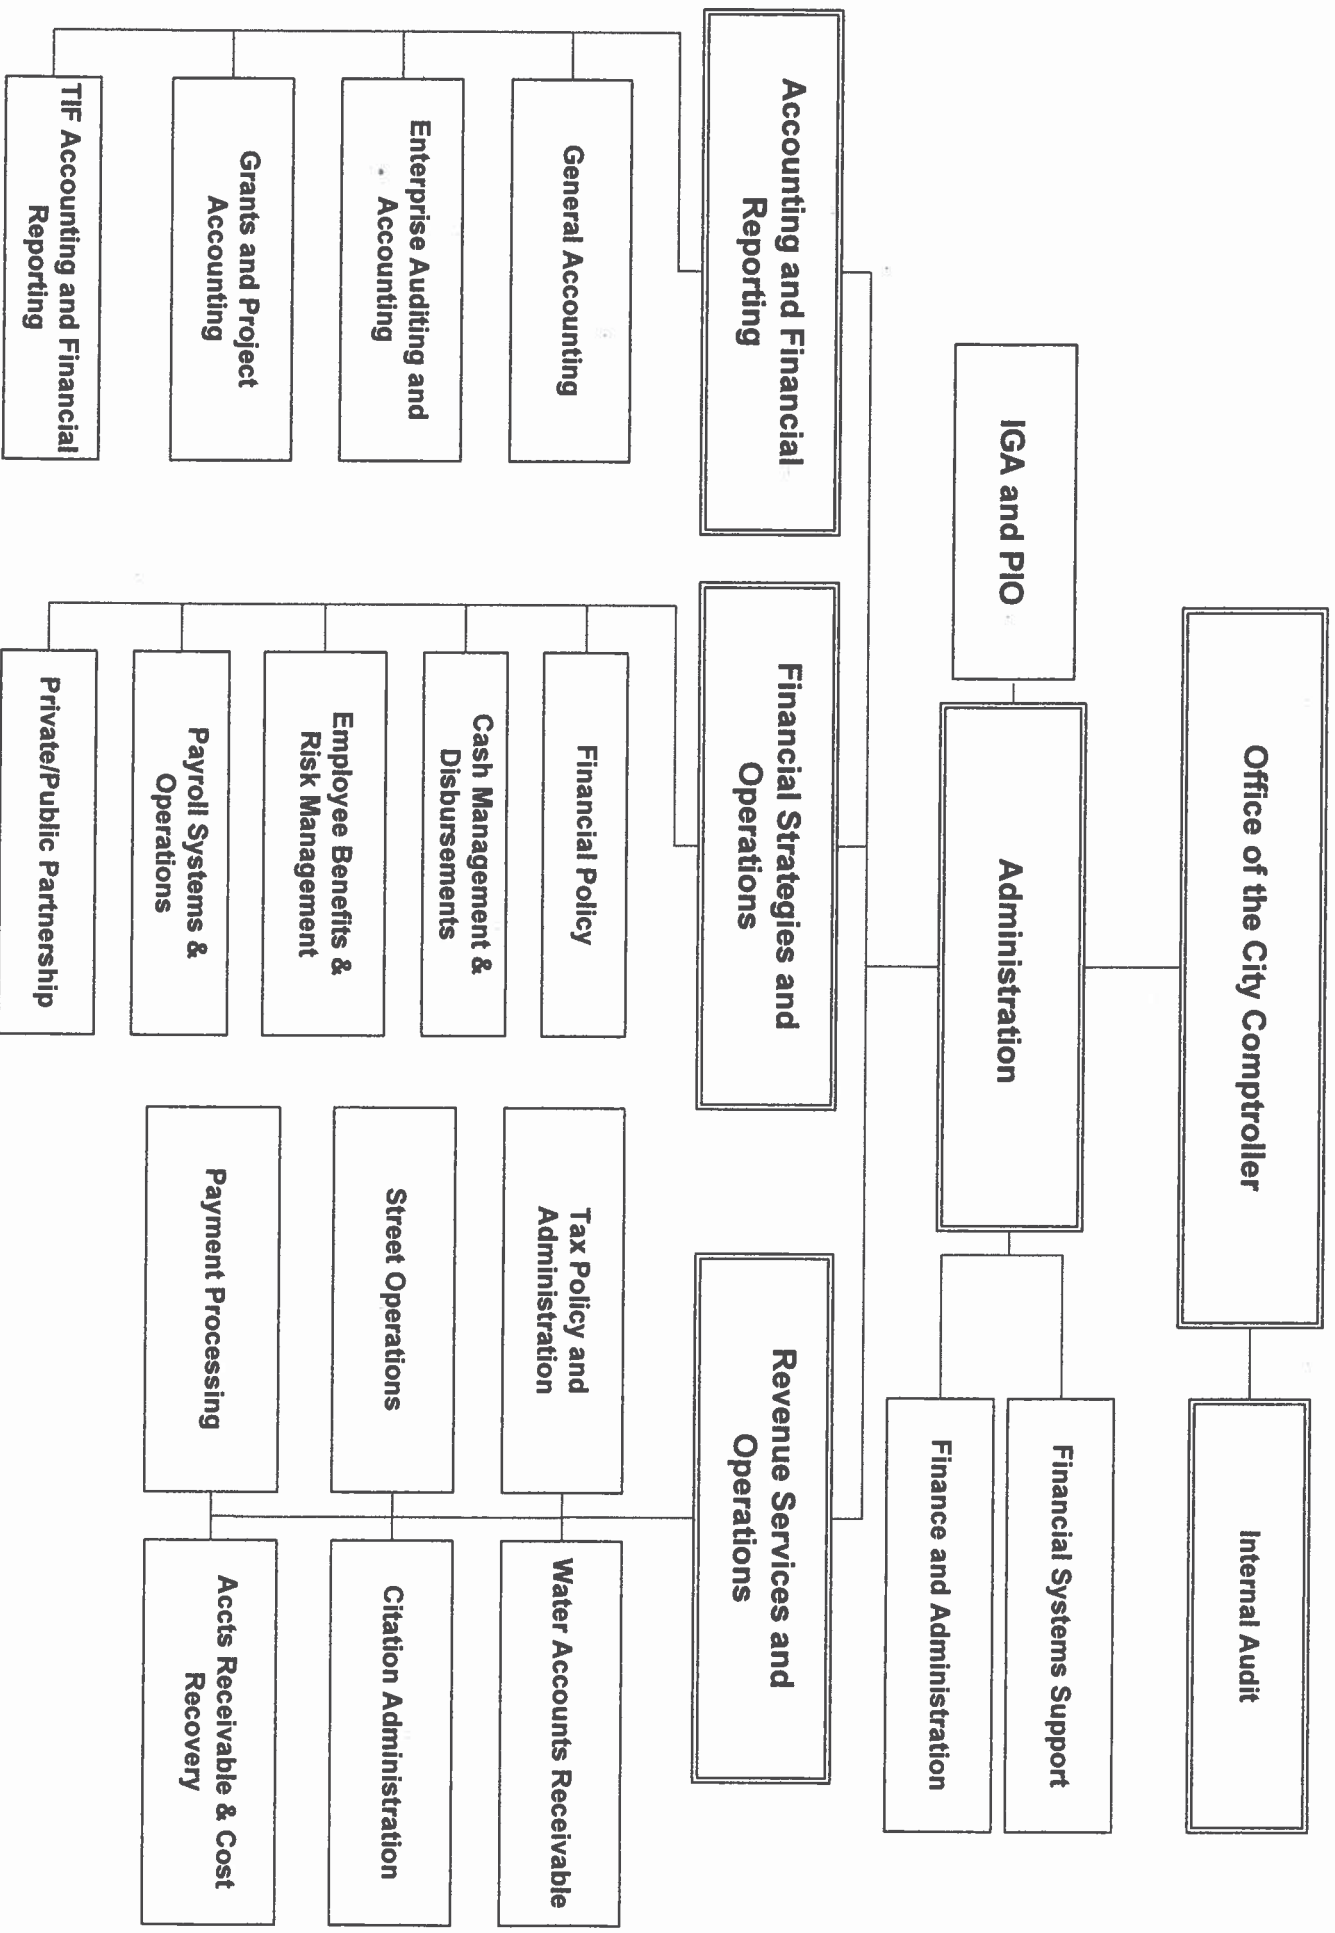 Office of the City Comptroller
Internal Audit
IGA and PIO
Administration
Financial Systems Support
Finance and Administration
Accounting and Financial
Reporting
Financial Strategies and
Operations
Revenue Services and
Operations
General Accounting
Enterprise Auditing and
Accounting
Grants and Project
Accounting
TIF Accounting and Financial
Reporting
Financial Policy
Cash Management &
Disbursements
Employee Benefits &
Risk Management
Payroll Systems &
Operations
Private/Public Partnership
Tax Policy and
Administration
Water Accounts Receivable
Street Operations
Citation Administration
Payment Processing
Accts Receivable & Cost
Recovery